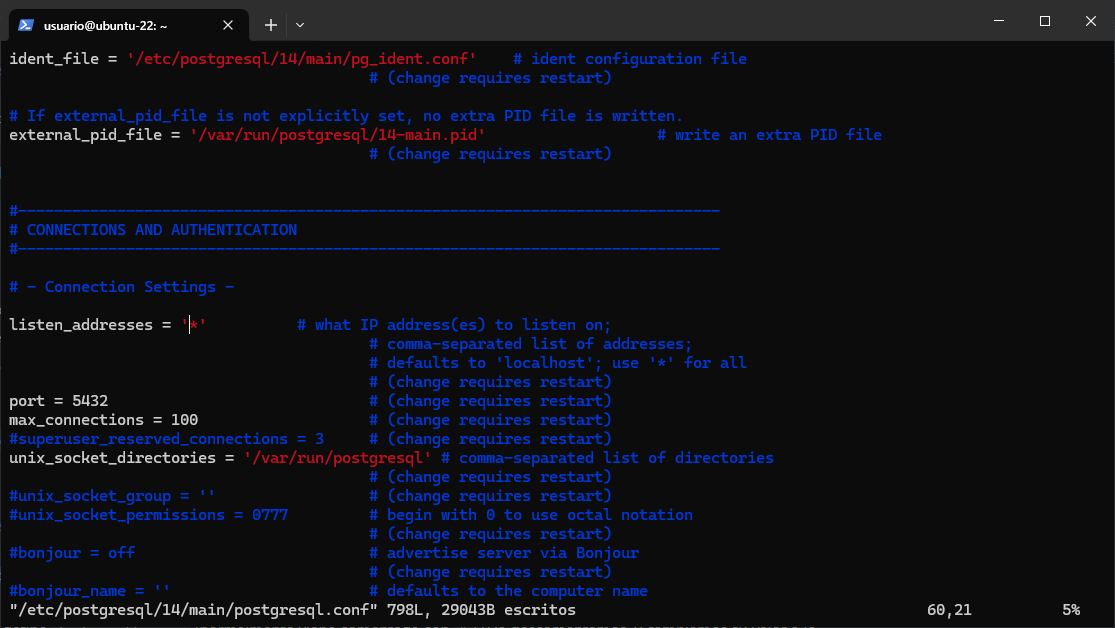 usuario@ubuntu-22: ~
ident_file = '/etc/postgresql/14/main/pg_ident.conf'    # ident configuration file
                                        # (change requires restart)
# If external_pid_file is not explicitly set, no extra PID file is written.
external_pid_file = '/var/run/postgresql/14-main.pid'                   # write an extra PID file
                                        # (change requires restart)
#------------------------------------------------------------------------------
# CONNECTIONS AND AUTHENTICATION
#------------------------------------------------------------------------------
# - Connection Settings -
listen_addresses = '*'          # what IP address(es) to listen on;
                                        # comma-separated list of addresses;
                                        # defaults to 'localhost'; use '*' for all
                                        # (change requires restart)
port = 5432                             # (change requires restart)
max_connections = 100                   # (change requires restart)
#superuser_reserved_connections = 3     # (change requires restart)
unix_socket_directories = '/var/run/postgresql' # comma-separated list of directories
                                        # (change requires restart)
#unix_socket_group = ''                 # (change requires restart)
#unix_socket_permissions = 0777         # begin with 0 to use octal notation
                                        # (change requires restart)
#bonjour = off                          # advertise server via Bonjour
                                        # (change requires restart)
#bonjour_name = ''                      # defaults to the computer name
"/etc/postgresql/14/main/postgresql.conf" 798L, 29043B escritos                                       60,21          5%